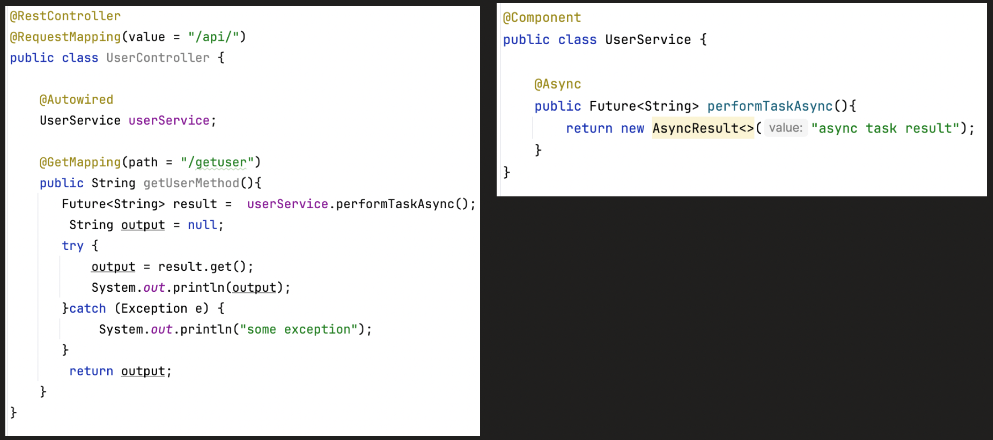 @RestController
@RequestMapping(value = "/api/")
public class UserController {
@Autowired
UserService userService;
@GetMapping(path = "/getuser")
public String getUserMethod(){
Future<String> result =  userService.performTaskAsync();
String output = null;
try {
output = result.get();
System.out.println(output);
}catch (Exception e) {
System.out.println("some exception");
}
return output;
}
}
@Component
public class UserService {
@Async
public Future<String> performTaskAsync(){
return new AsyncResult<>( value: "async task result");
}
}